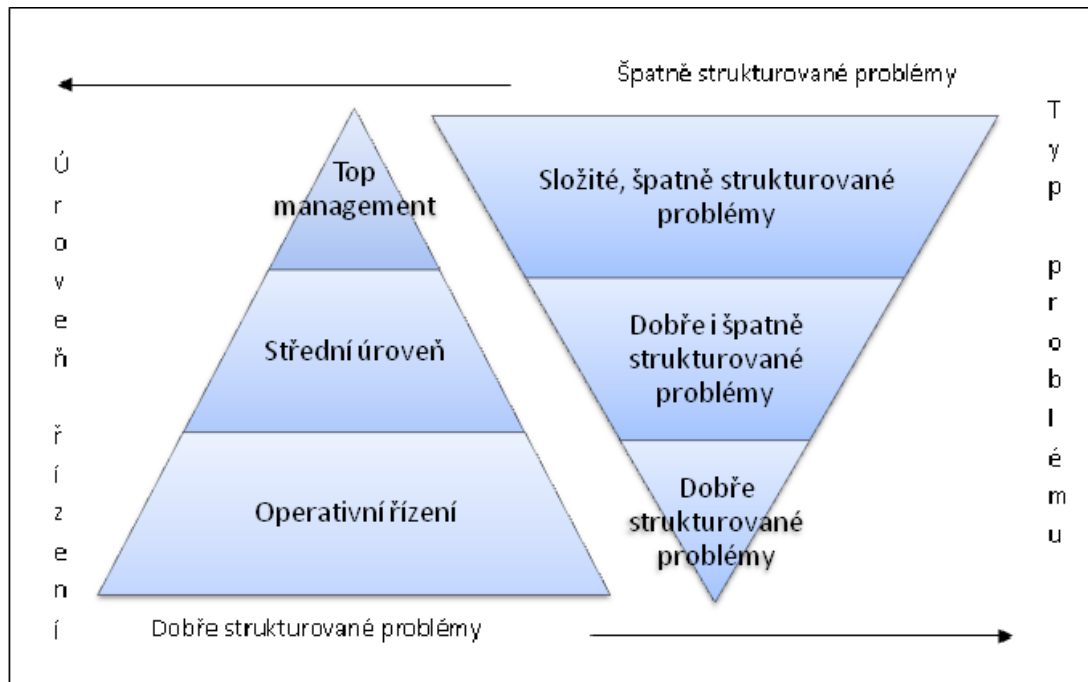 Špatně strukturované problémy
Úroveň řízení
Top
management
Střední úroveň
Operativní řízení
Složité, špatně strukturované
problémy
Dobře i špatně
strukturované
problémy
Dobře
strukturované
problémy
Typ problému
Dobře strukturované problémy